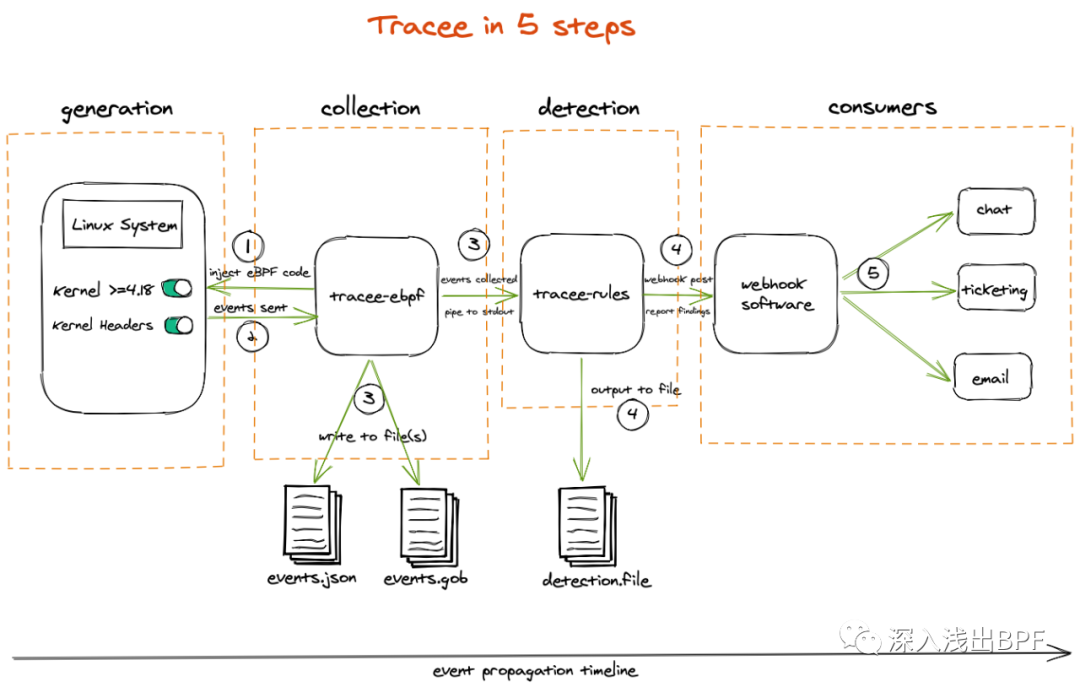 Tracee in 5 steps
generation
collection
detection
consumers
Linux System
Kernel >=4.18
Kernel Headers
1
inject eBPF code
events sent
2
tracee-ebpf
3
events collected
pipe to stdout
tracee-rules
4
webhook post
report findings
webhook
software
5
chat
ticketing
email
3
write to file(s)
output to file
4
events.json
events.gob
detection.file
深入浅出BPF
event propagation timeline